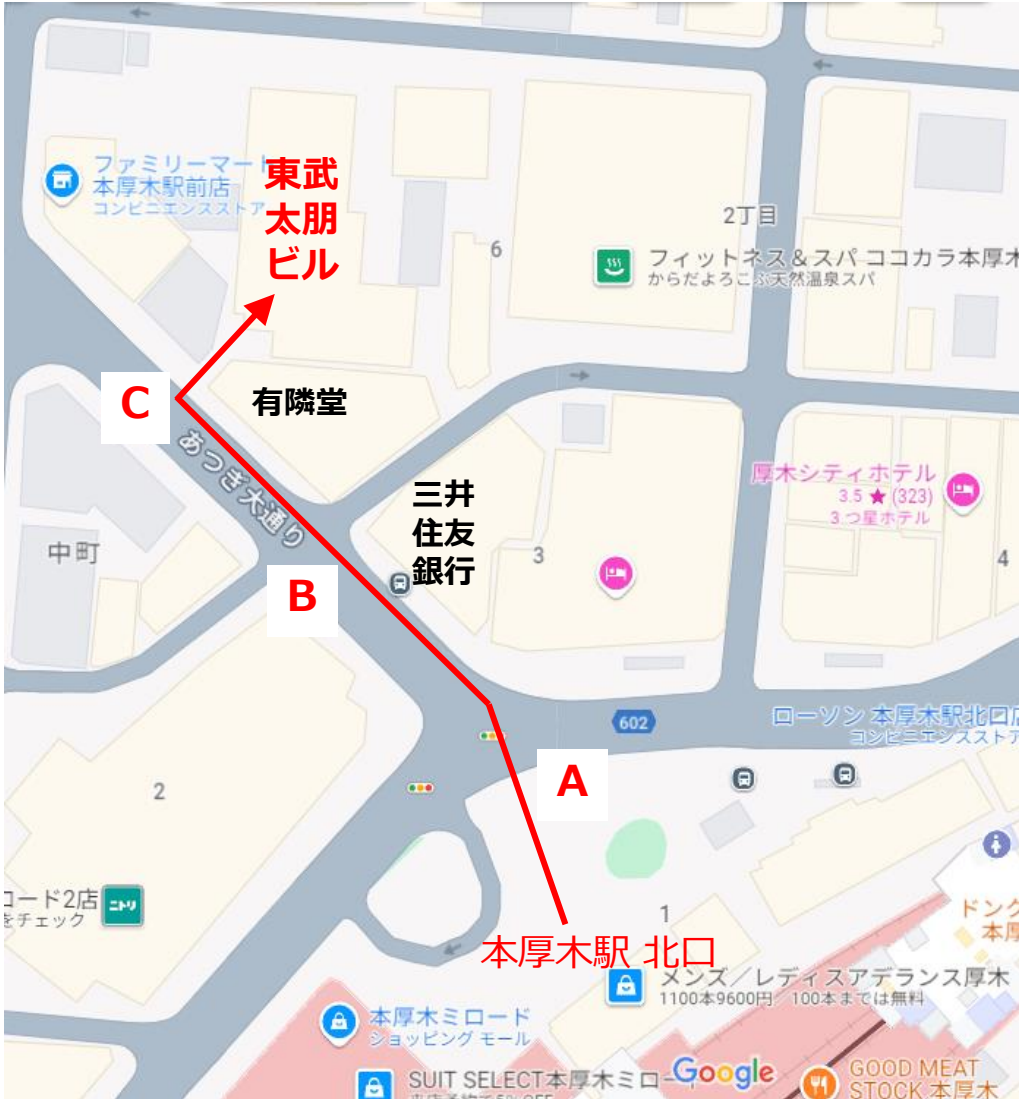 ファミリーマート
本厚木駅前店
コンビニエンスストア
東武
太朋
ビル
6
2丁目
フィットネス&スパ ココカラ本厚木
からだよろこぶ天然温泉スパ
C
有隣堂
あつぎ大通り
三井
住友
銀行
厚木シティホテル
3.5 ★ (323)
3 つ星ホテル
中町
3
4
B
602
ローソン 本厚木駅北口店
コンビニエンスストア
A
2
コード2店
をチェック
ニトリ
1
本厚木駅 北口
ドンク
本厚
メンズ/レディスアデランス厚木
1100本9600円 100本までは無料
本厚木ミロード
ショッピング モール
Google
SUIT SELECT本厚木ミロー
GOOD MEAT
STOCK 本厚木